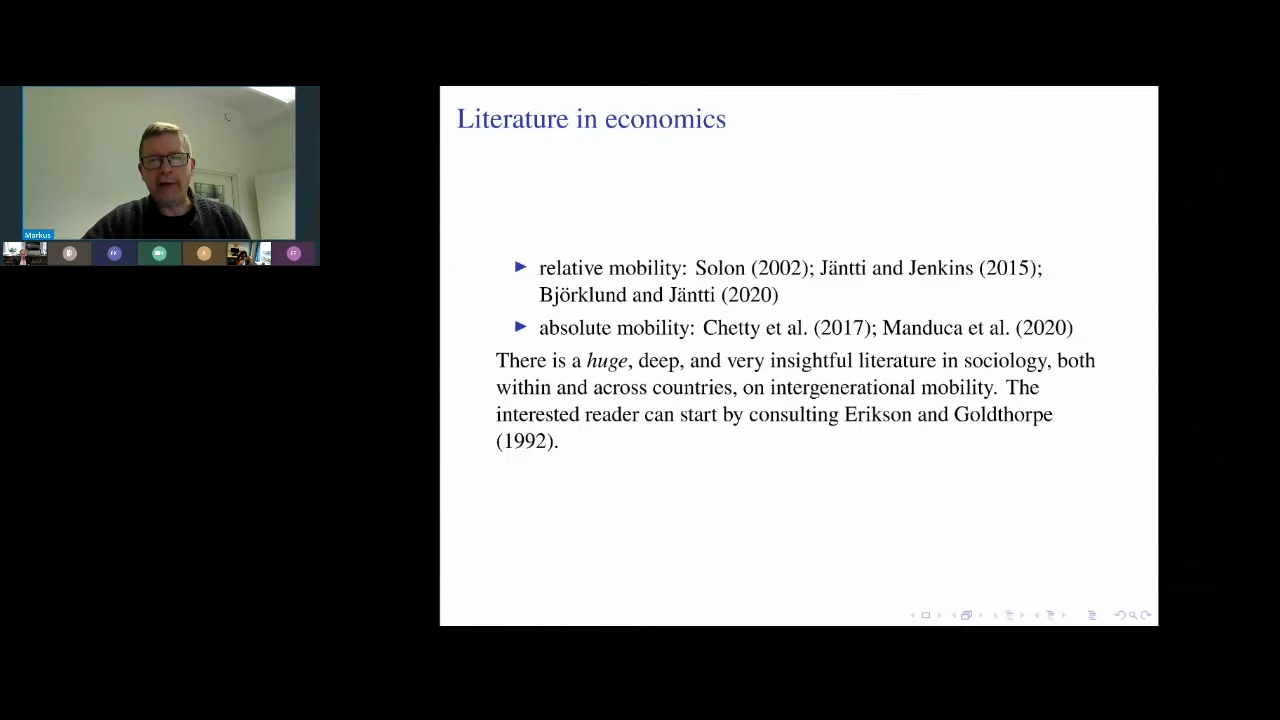 Literature in economics
relative mobility: Solon (2002); Jäntti and Jenkins (2015);
Björklund and Jäntti (2020)
absolute mobility: Chetty et al. (2017); Manduca et al. (2020)
There is a huge, deep, and very insightful literature in sociology, both
within and across countries, on intergenerational mobility. The
interested reader can start by consulting Erikson and Goldthorpe
(1992).
Markus